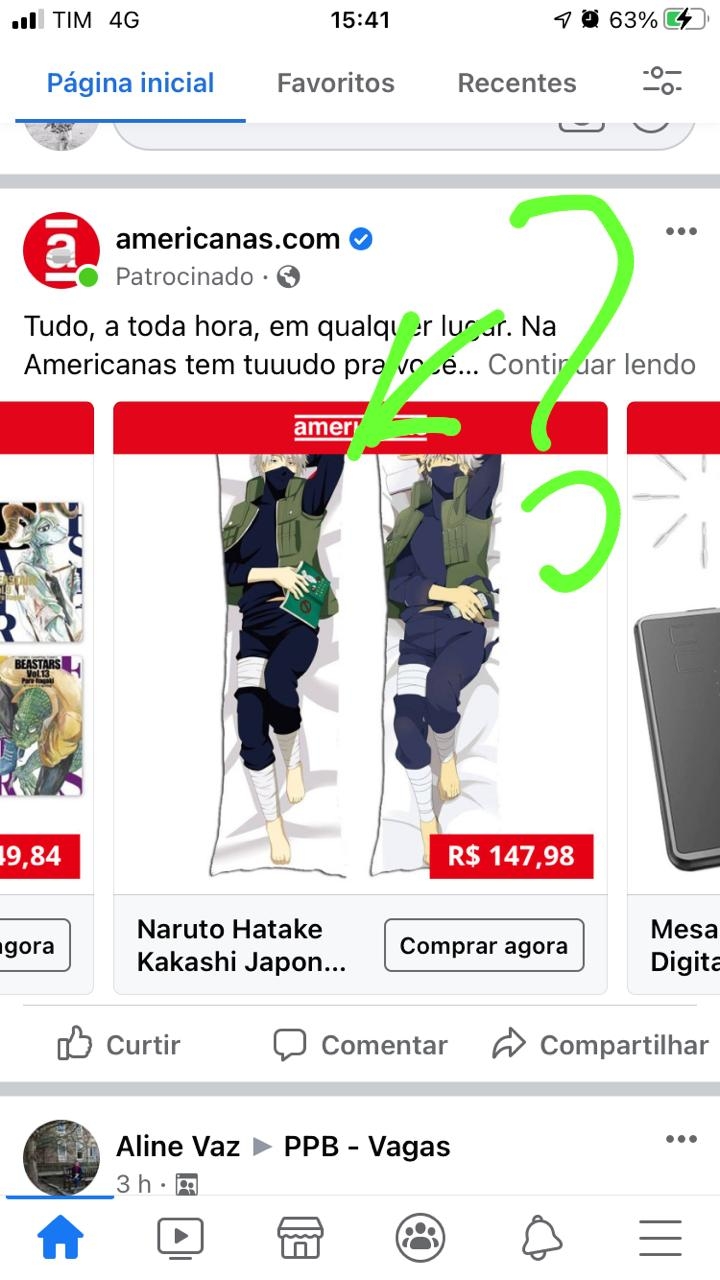 TIM 4G 15:41 63%
Página inicial Favoritos Recentes
americanas.com
Patrocinado
Tudo, a toda hora, em qualquer lugar. Na
Americanas tem tuuudo pra você... Continuar lendo
BEASTARS
Vol.13
Paru Itagaki
49,84
R$ 147,98
agora
Naruto Hatake
Kakashi Japon...
Comprar agora
Mesa
Digita
Curtir Comentar Compartilhar
Aline Vaz PPB - Vagas
3 h